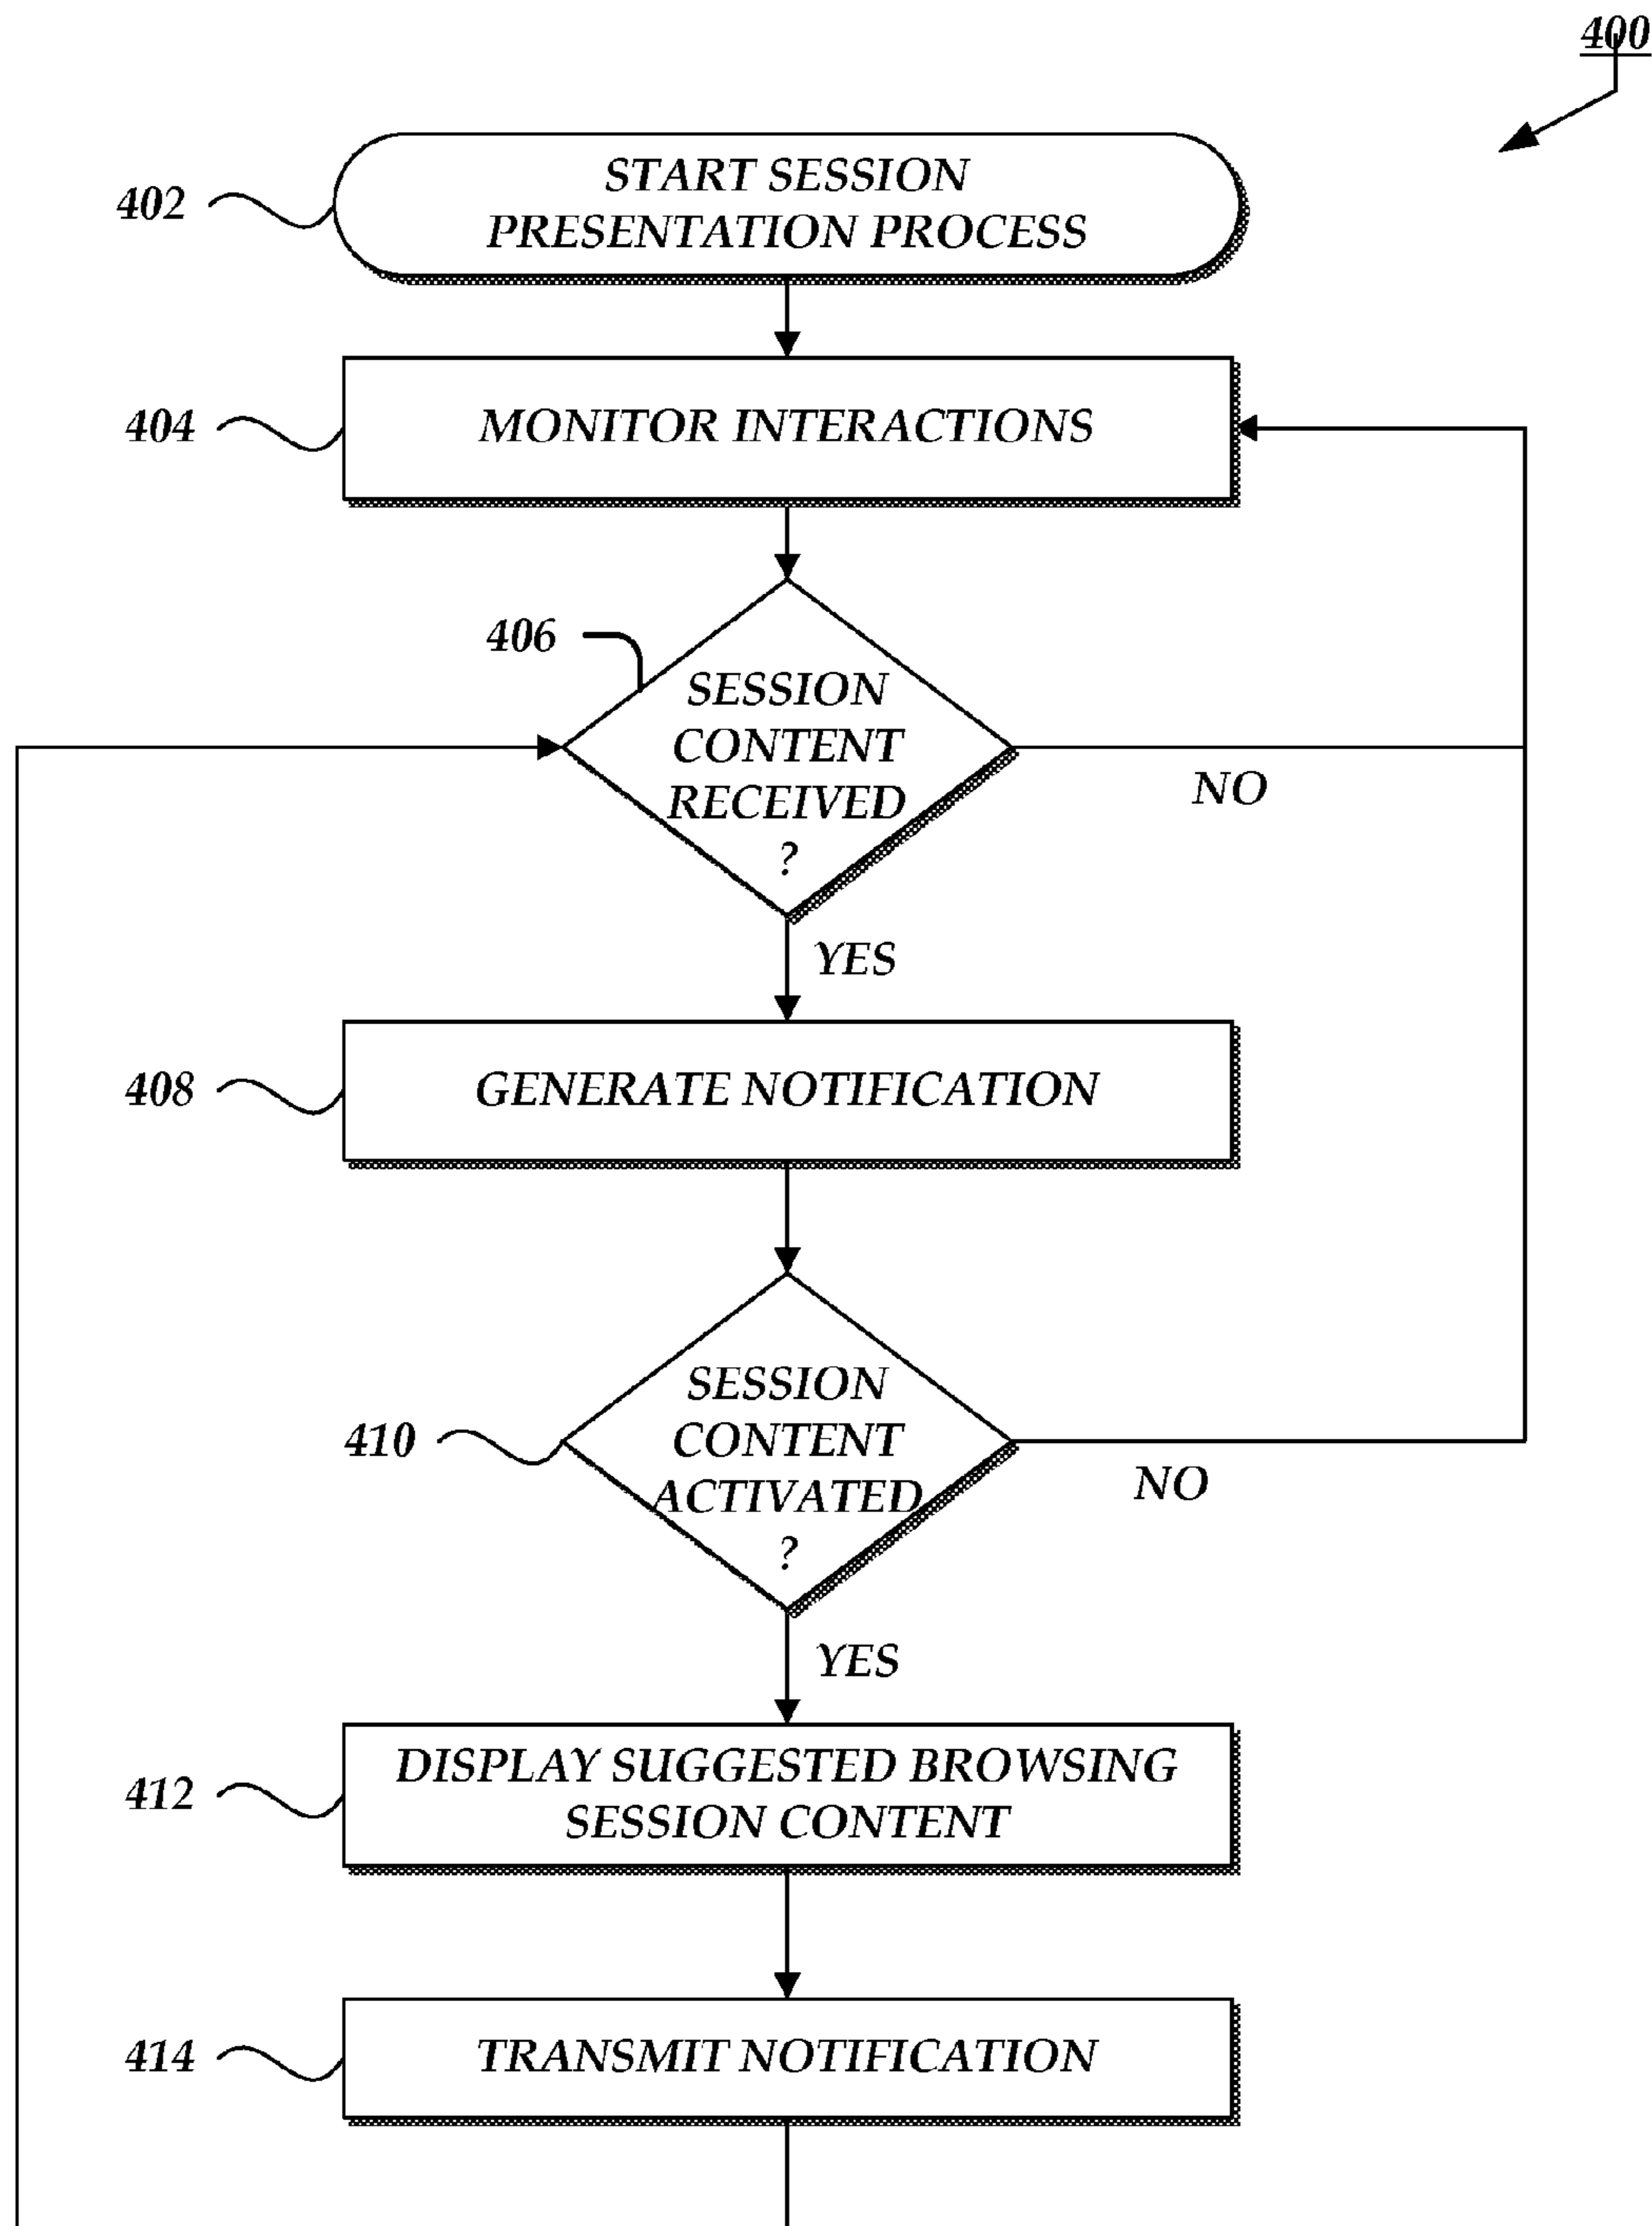 400
402
START SESSION
PRESENTATION PROCESS
404
MONITOR INTERACTIONS
406
SESSION
CONTENT
RECEIVED
?
NO
YES
408
GENERATE NOTIFICATION
410
SESSION
CONTENT
ACTIVATED
?
NO
YES
412
DISPLAY SUGGESTED BROWSING
SESSION CONTENT
414
TRANSMIT NOTIFICATION